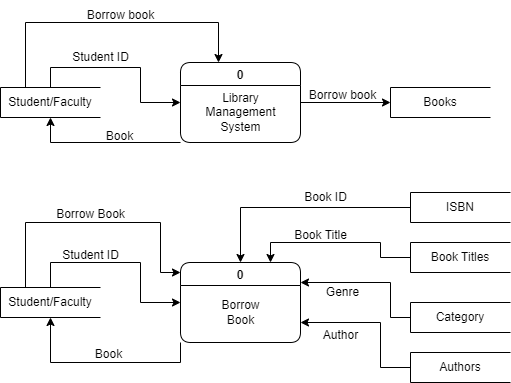 Borrow book
Student ID
0
Student/Faculty
Library
Management
System
Borrow book
Books
Book
Book ID
ISBN
Borrow Book
Book Title
Student ID
Book Titles
0
Student/Faculty
Genre
Borrow
Book
Category
Author
Book
Authors